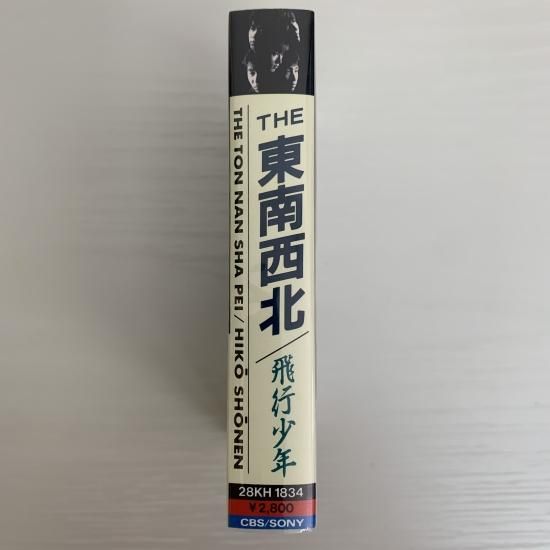 THE 東南西北/飛行少年
THE TON NAN SHA PEI/HIKŌ SHŌNEN
28KH 1834
¥2,800
CBS/SONY